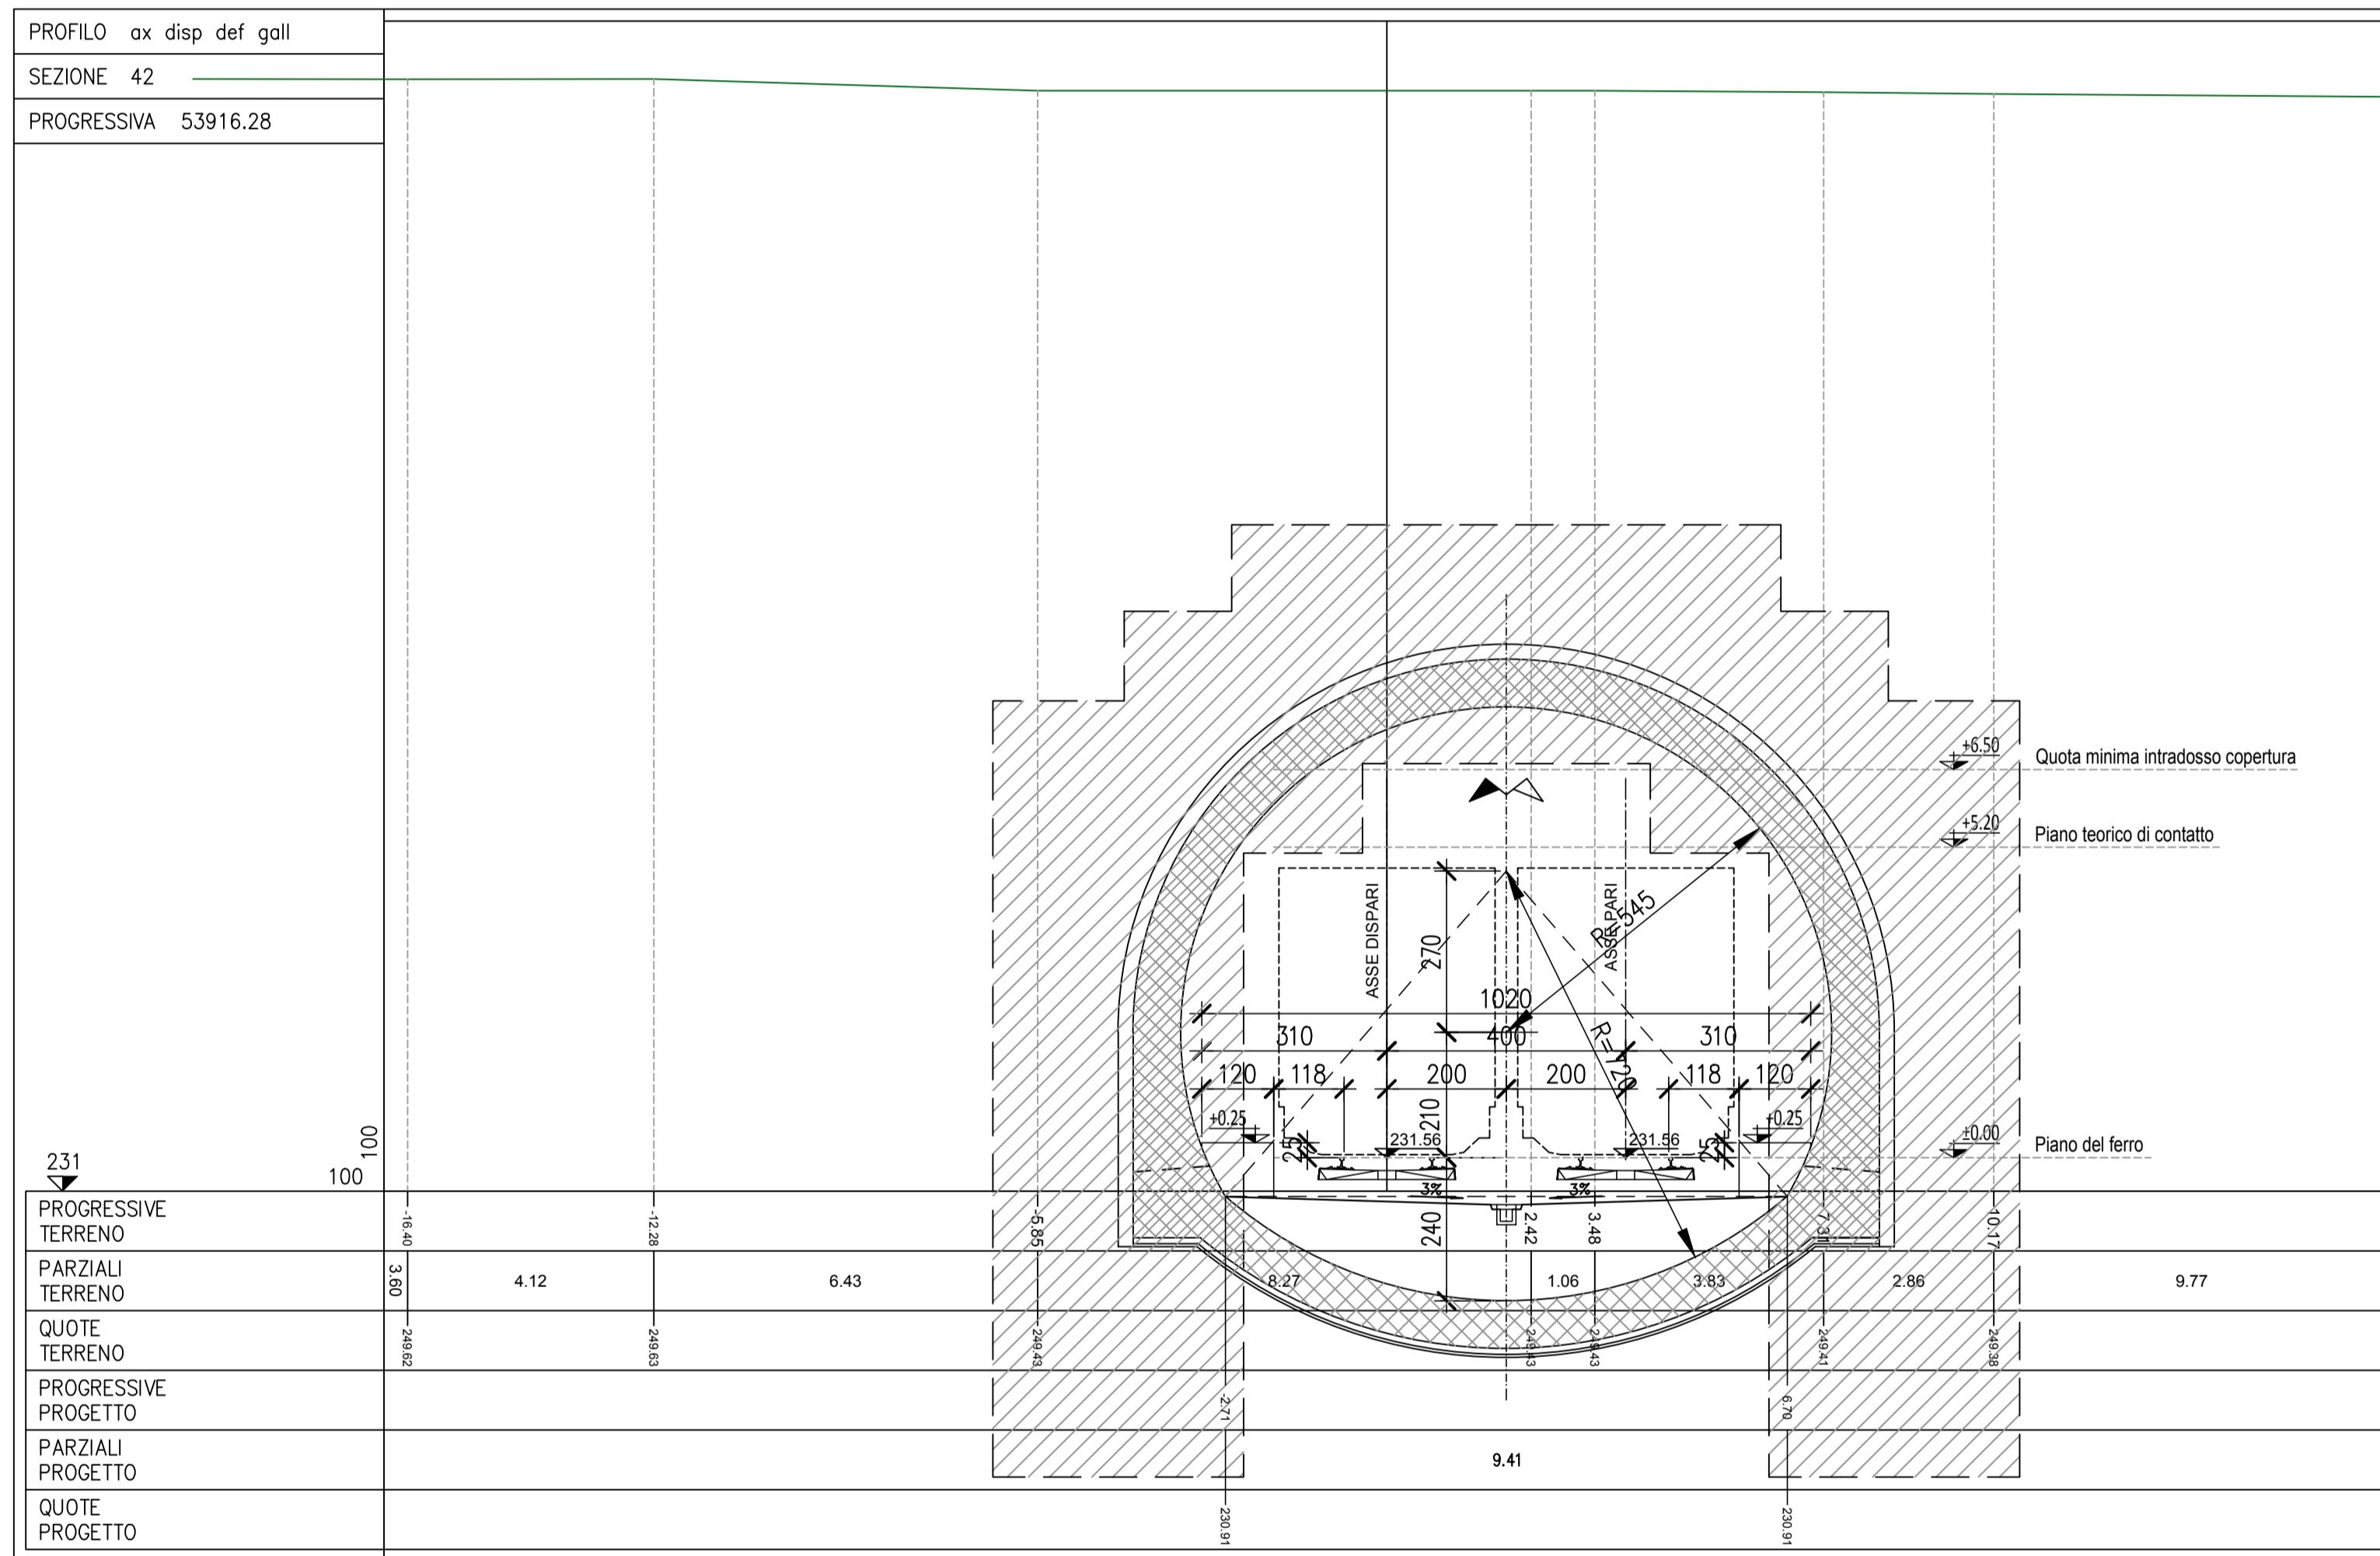 PROFILO ax disp def gall
SEZIONE 42
PROGRESSIVA 53916.28
+6.50
Quota minima intradosso copertura
+5.20
Piano teorico di contatto
ASSE DISPARI
ASSE PARI
270
R=545
1020
310
400
310
R=720
120
118
200
200
118
120
+0.25
210
+0.25
25
231.56
231.56
25
±0.00
Piano del ferro
231
100
100
3%
3%
240
PROGRESSIVE
TERRENO
-16.40
-12.28
-5.85
2.42
3.48
7.31
10.17
PARZIALI
TERRENO
3.60
4.12
6.43
8.27
1.06
3.83
2.86
9.77
QUOTE
TERRENO
249.62
249.63
249.43
249.43
249.43
249.41
249.38
PROGRESSIVE
PROGETTO
-2.71
6.70
PARZIALI
PROGETTO
9.41
QUOTE
PROGETTO
230.91
230.91